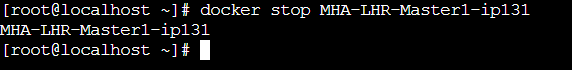 [root@localhost ~]# docker stop MHA-LHR-Master1-ip131
MHA-LHR-Master1-ip131
[root@localhost ~]#